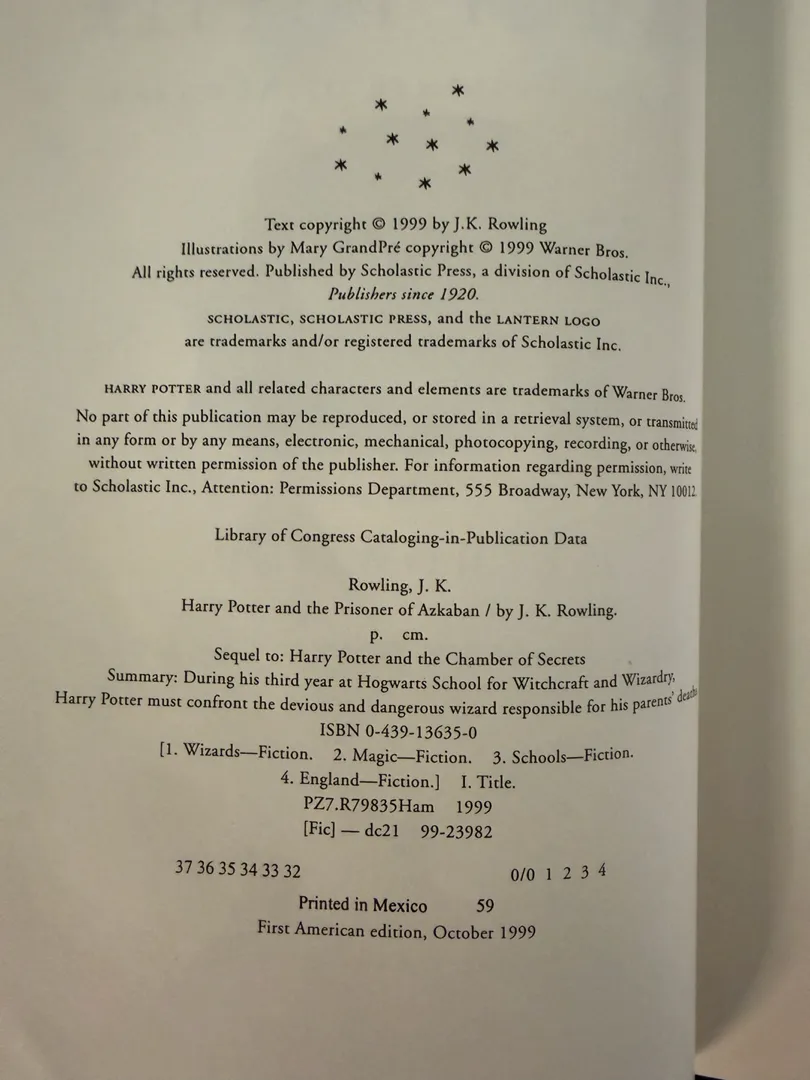 Text copyright © 1999 by J.K. Rowling
Illustrations by Mary GrandPré copyright © 1999 Warner Bros.
All rights reserved. Published by Scholastic Press, a division of Scholastic Inc.,
Publishers since 1920.
SCHOLASTIC, SCHOLASTIC PRESS, and the LANTERN LOGO
are trademarks and/or registered trademarks of Scholastic Inc.
HARRY POTTER and all related characters and elements are trademarks of Warner Bros.
No part of this publication may be reproduced, or stored in a retrieval system, or transmitted
in any form or by any means, electronic, mechanical, photocopying, recording, or otherwise,
without written permission of the publisher. For information regarding permission, write
to Scholastic Inc., Attention: Permissions Department, 555 Broadway, New York, NY 10012.
Library of Congress Cataloging-in-Publication Data
Rowling, J. K.
Harry Potter and the Prisoner of Azkaban / by J. K. Rowling.
p. cm.
Sequel to: Harry Potter and the Chamber of Secrets
Summary: During his third year at Hogwarts School for Witchcraft and Wizardry,
Harry Potter must confront the devious and dangerous wizard responsible for his parents' deaths.
ISBN 0-439-13635-0
[1. Wizards—Fiction. 2. Magic—Fiction. 3. Schools—Fiction.
4. England—Fiction.] I. Title.
PZ7.R79835Ham 1999
[Fic] — dc21 99-23982
37 36 35 34 33 32 0/0 1 2 3 4
Printed in Mexico 59
First American edition, October 1999